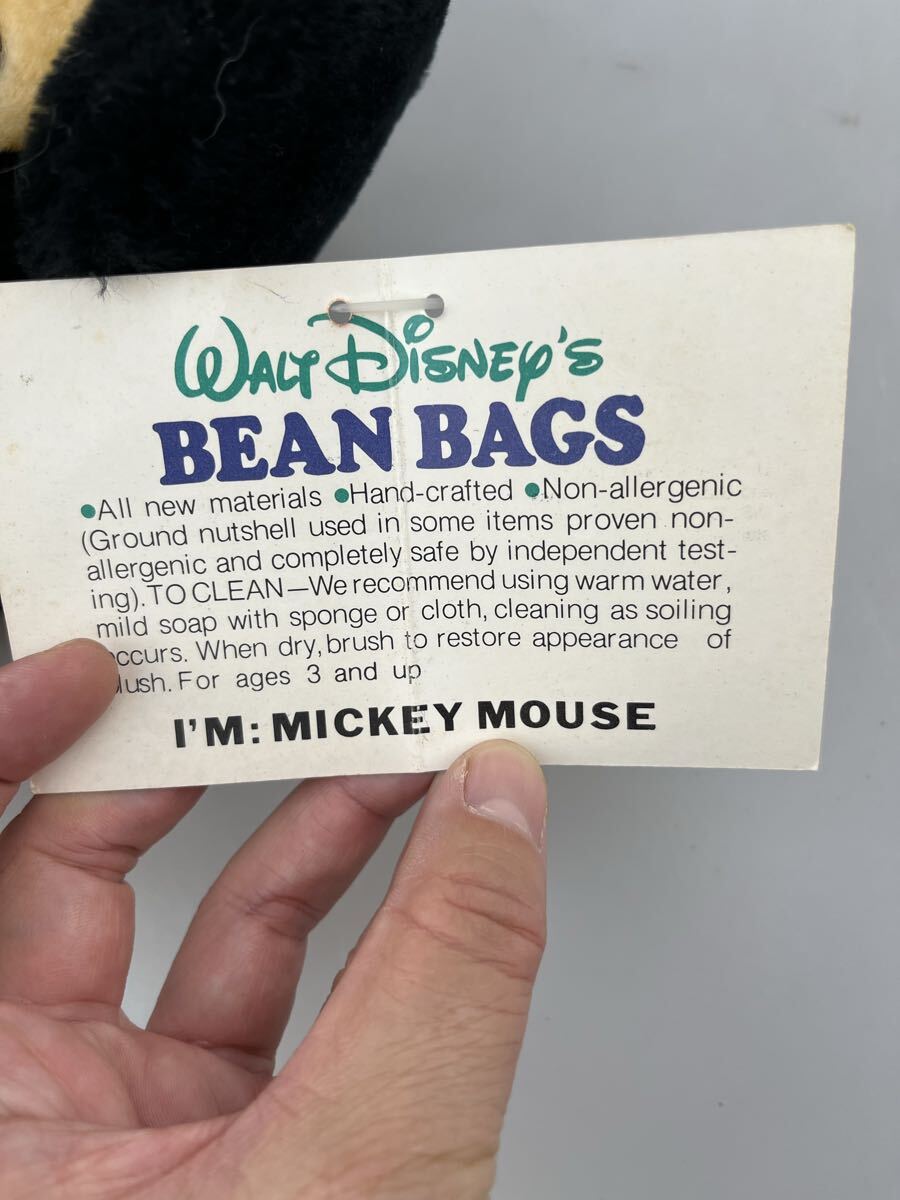 WALT DISNEY'S
BEAN BAGS
•All new materials •Hand-crafted •Non-allergenic
(Ground nutshell used in some items proven non-
allergenic and completely safe by independent test-
ing). TO CLEAN—We recommend using warm water,
mild soap with sponge or cloth, cleaning as soiling
occurs. When dry, brush to restore appearance of
plush. For ages 3 and up
I'M: MICKEY MOUSE